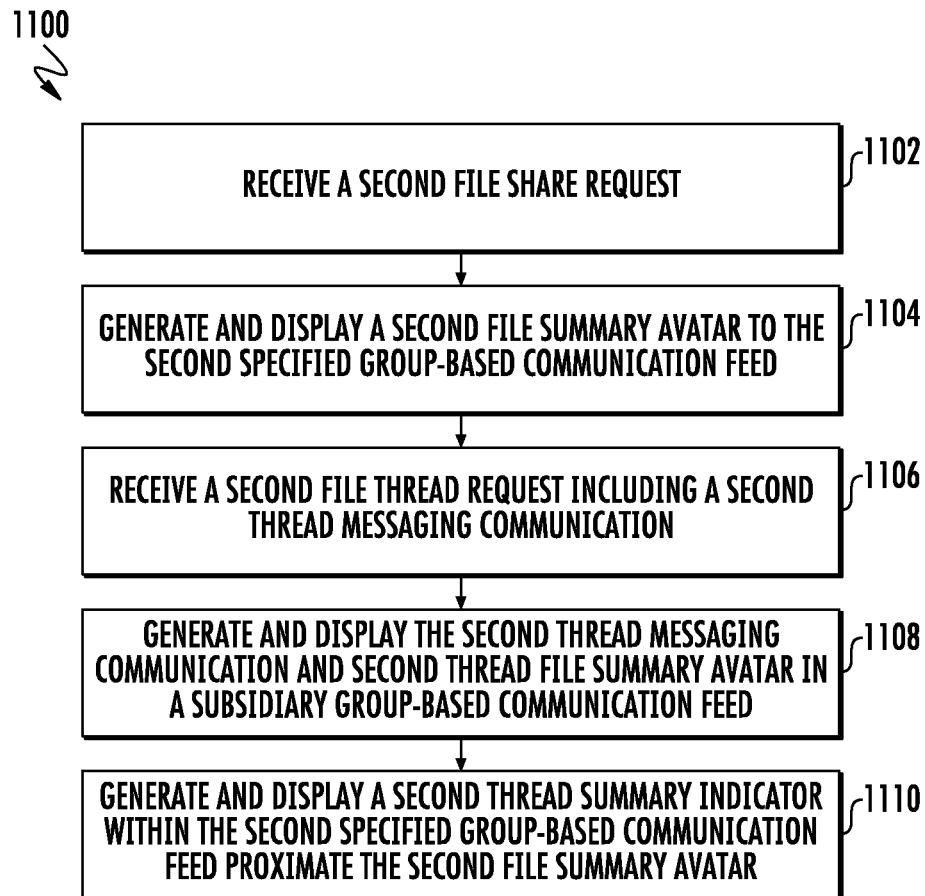 1100
RECEIVE A SECOND FILE SHARE REQUEST
1102
GENERATE AND DISPLAY A SECOND FILE SUMMARY AVATAR TO THE
SECOND SPECIFIED GROUP-BASED COMMUNICATION FEED
1104
RECEIVE A SECOND FILE THREAD REQUEST INCLUDING A SECOND
THREAD MESSAGING COMMUNICATION
1106
GENERATE AND DISPLAY THE SECOND THREAD MESSAGING
COMMUNICATION AND SECOND THREAD FILE SUMMARY AVATAR IN
A SUBSIDIARY GROUP-BASED COMMUNICATION FEED
1108
GENERATE AND DISPLAY A SECOND THREAD SUMMARY INDICATOR
WITHIN THE SECOND SPECIFIED GROUP-BASED COMMUNICATION
FEED PROXIMATE THE SECOND FILE SUMMARY AVATAR
1110